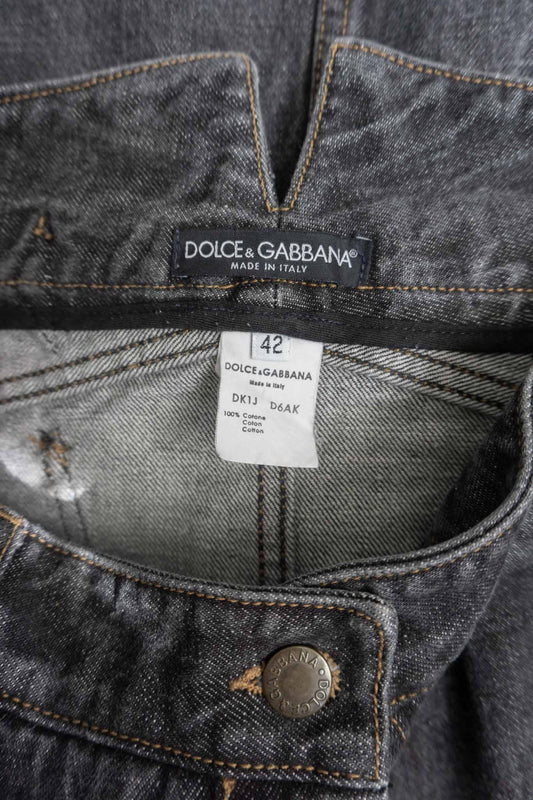 DOLCE & GABBANA®
MADE IN ITALY
42
DOLCE & GABBANA
Made in Italy
DK1J D6AK
100% Cotone
Coton
Cotton
DOLCE & GABBANA